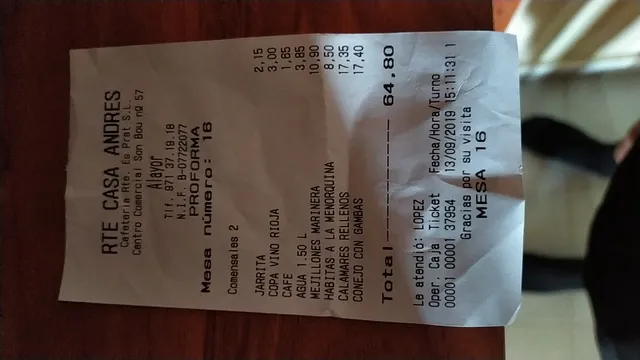 RTE CASA ANDRES
Cafeteria Rte. Es Prat S.L.
Centro Comercial Son Bou nº 57
Alayor
Tlf. 971 37.19.18
N.I.F. B-07722077
PROFORMA
Mesa número: 16
Comensales 2
JARRITA 2,15
COPA VINO RIOJA 3,00
CAFE 1,65
AGUA 1.50 L 3,85
MEJILLONES MARINERA 10,90
HABITAS A LA MENORQUINA 8,50
CALAMARES RELLENOS 17,35
CONEJO CON GAMBAS 17,40
Total 64,80
Le atendió: LOPEZ
Oper. Caja Ticket Fecha/Hora/Turno
00001 00001 37954 13/09/2019 15:11:31 1
Gracias por su visita
MESA 16